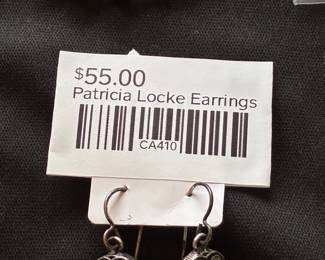 $55.00
Patricia Locke Earrings
CA410